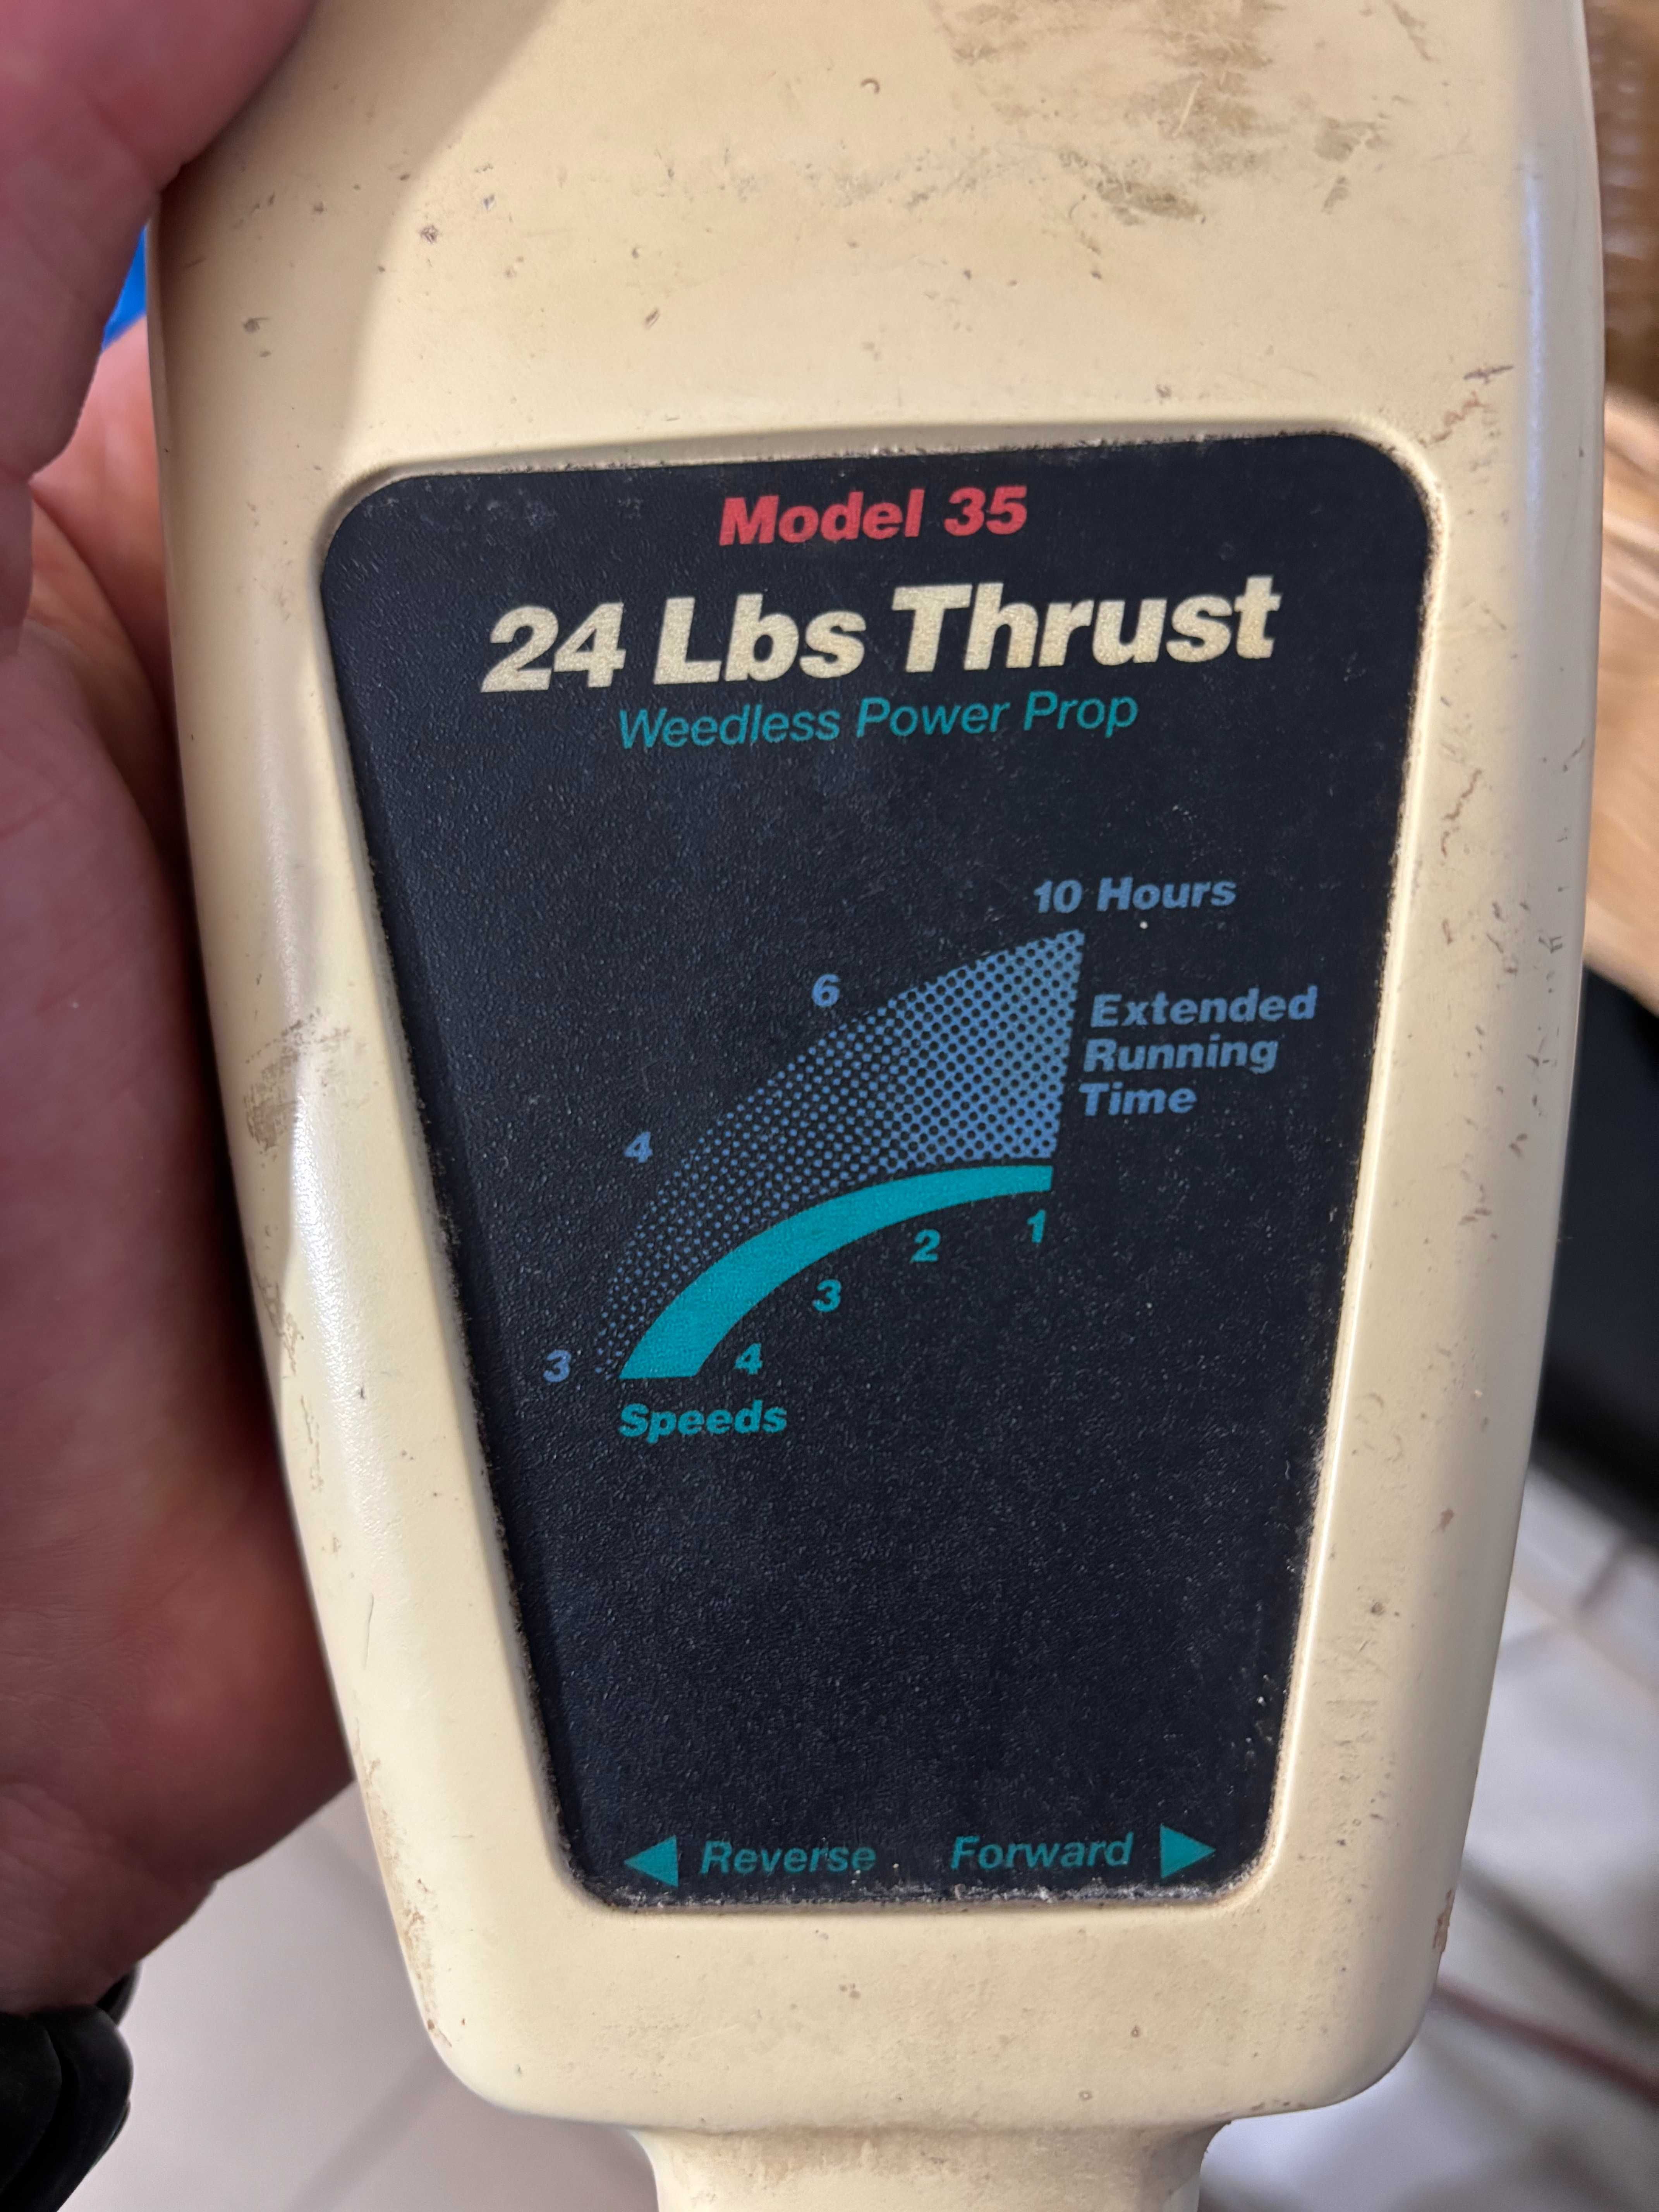 Model 35
24 Lbs Thrust
Weedless Power Prop
10 Hours
6
Extended
Running
Time
4
1
2
3
3
4
Speeds
Reverse Forward